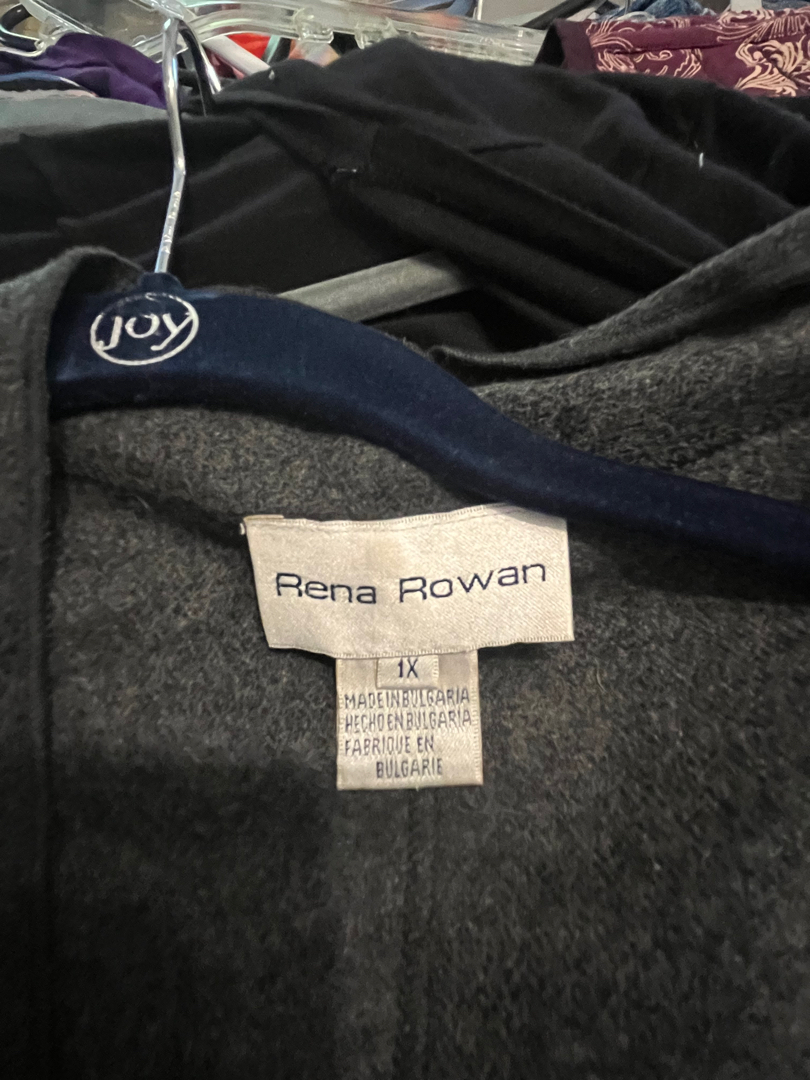 Joy
Rena Rowan
1X
MADE IN BULGARIA
HECHO EN BULGARIA
FABRIQUE EN
BULGARIE